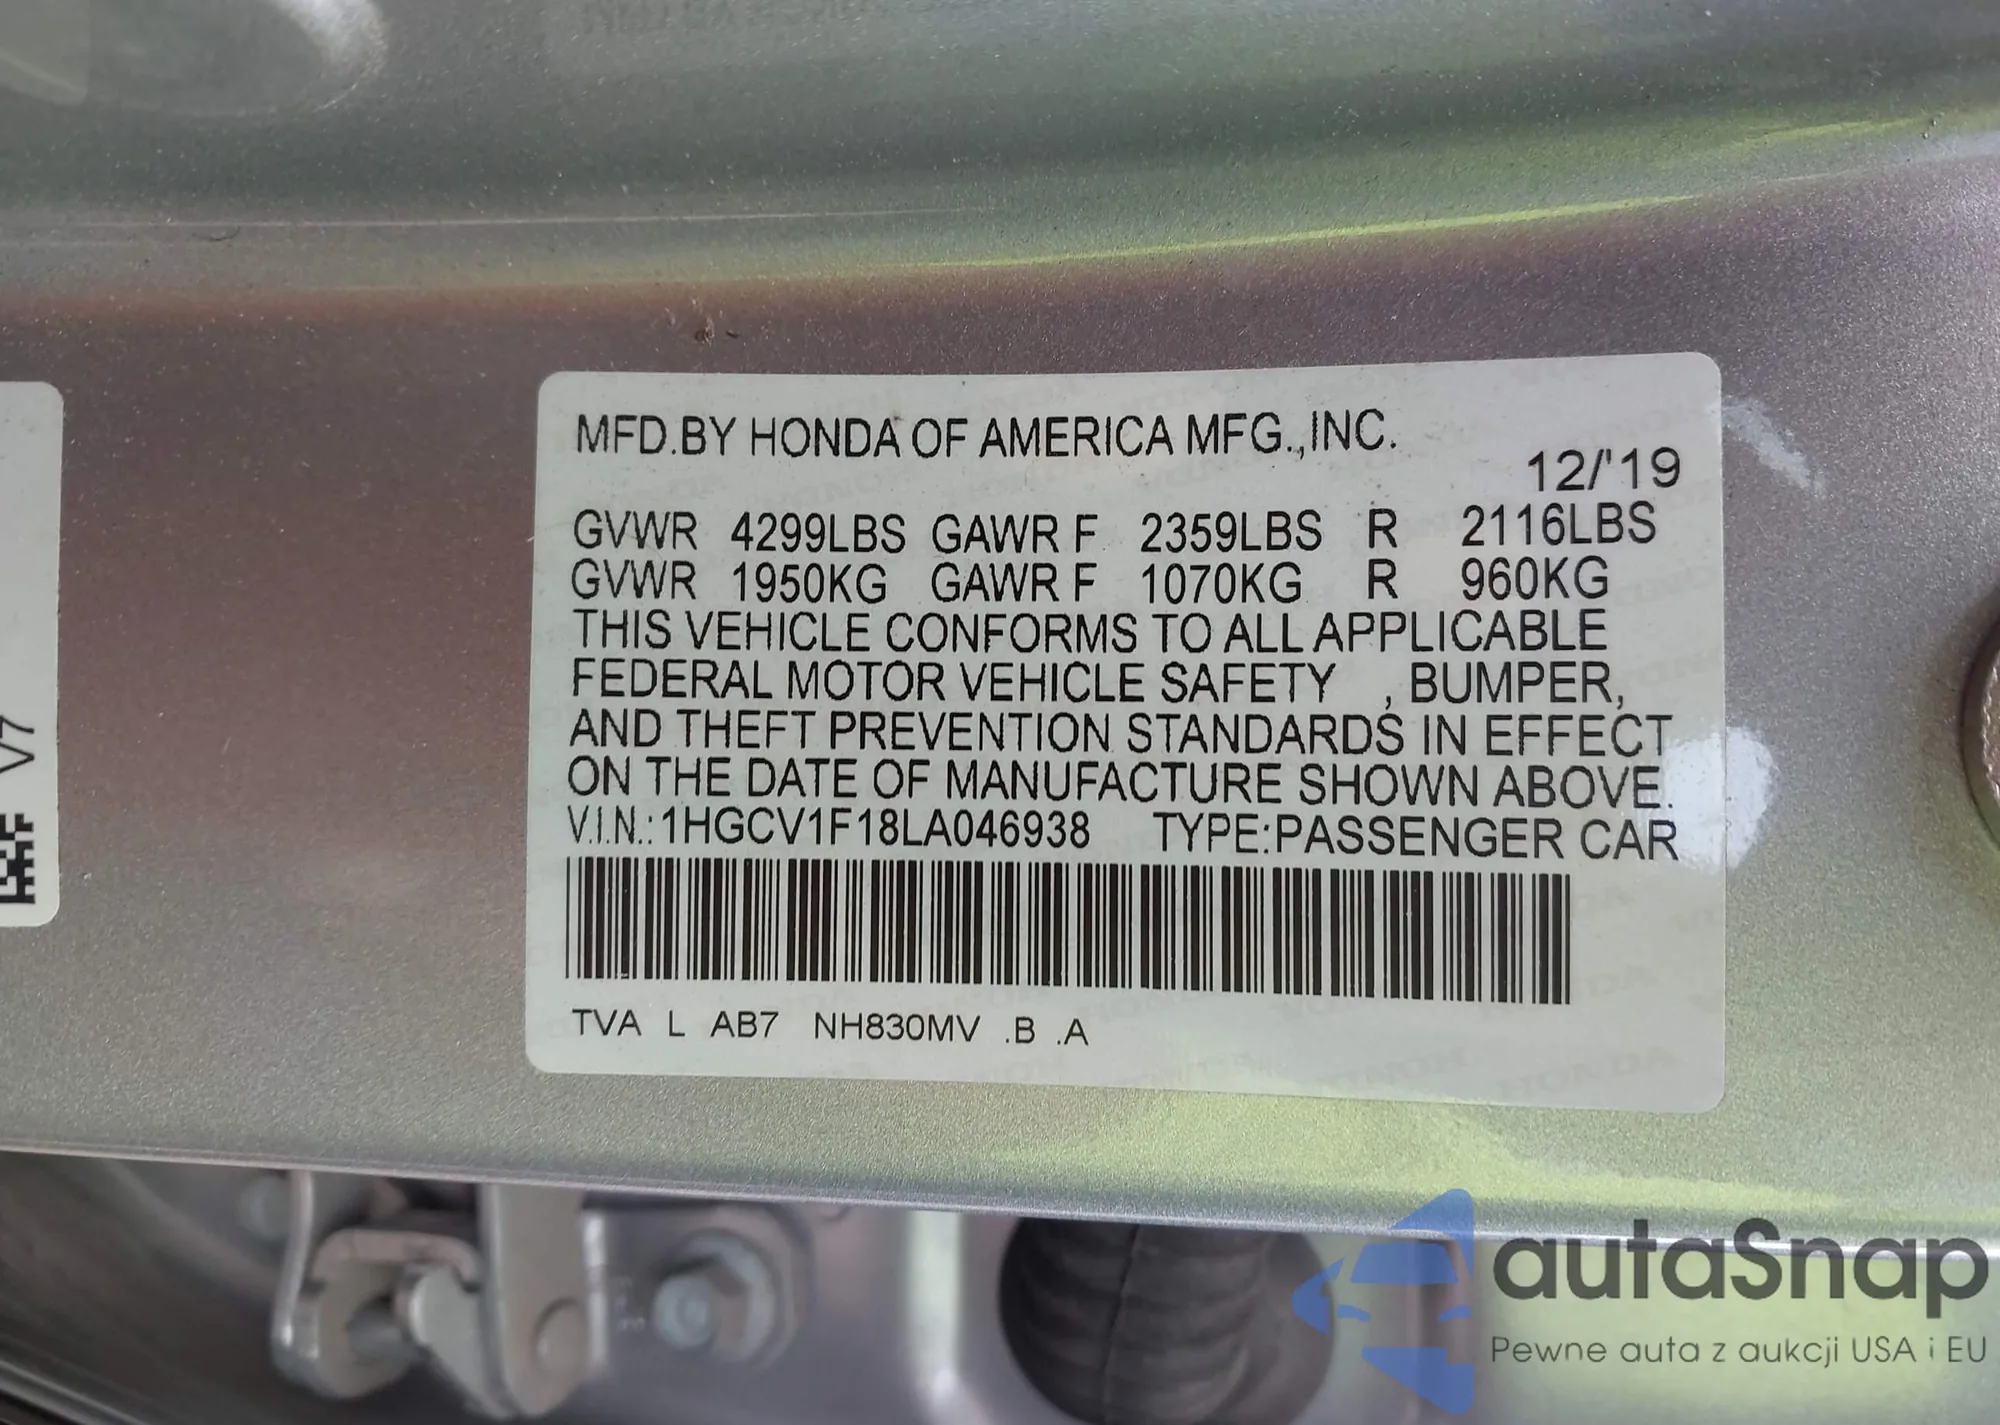 MFD.BY HONDA OF AMERICA MFG.,INC.
12/'19
GVWR 4299LBS GAWR F 2359LBS R 2116LBS
GVWR 1950KG GAWR F 1070KG R 960KG
THIS VEHICLE CONFORMS TO ALL APPLICABLE
FEDERAL MOTOR VEHICLE SAFETY , BUMPER,
AND THEFT PREVENTION STANDARDS IN EFFECT
ON THE DATE OF MANUFACTURE SHOWN ABOVE.
V.I.N.: 1HGCV1F18LA046938 TYPE:PASSENGER CAR
TVA L AB7 NH830MV .B .A
V7
autaSnap
Pewne auta z aukcji USA i EU